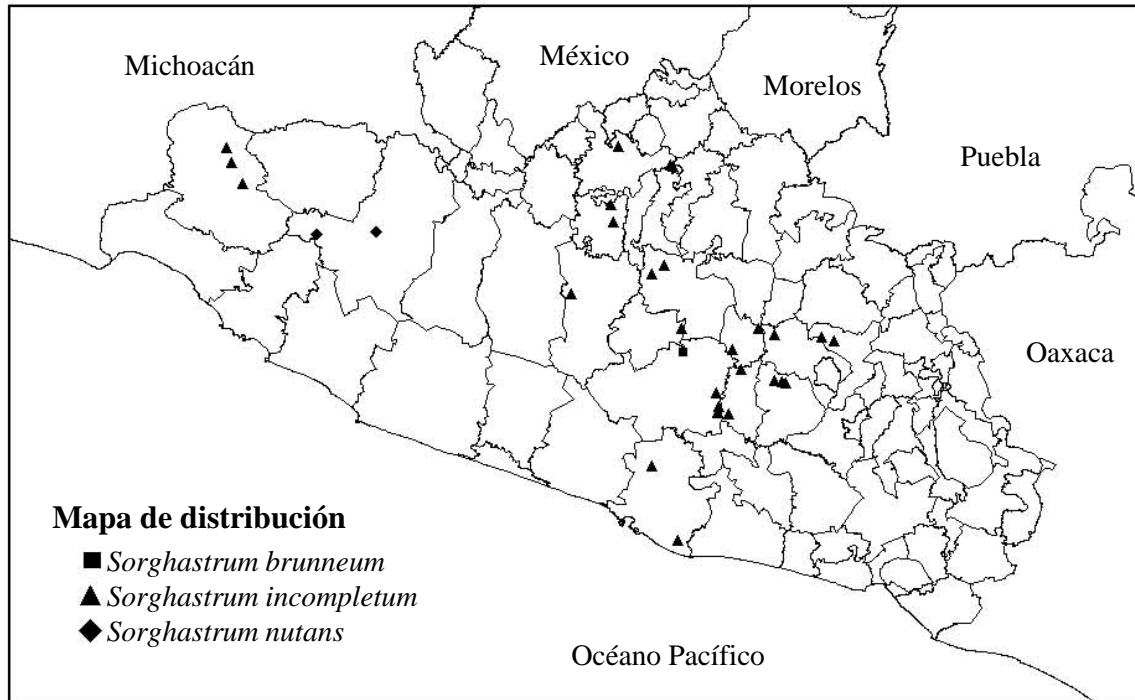 Michoacán
México
Morelos
Puebla
Oaxaca
Mapa de distribución
Sorghastrum brunneum
Sorghastrum incompletum
Sorghastrum nutans
Océano Pacífico